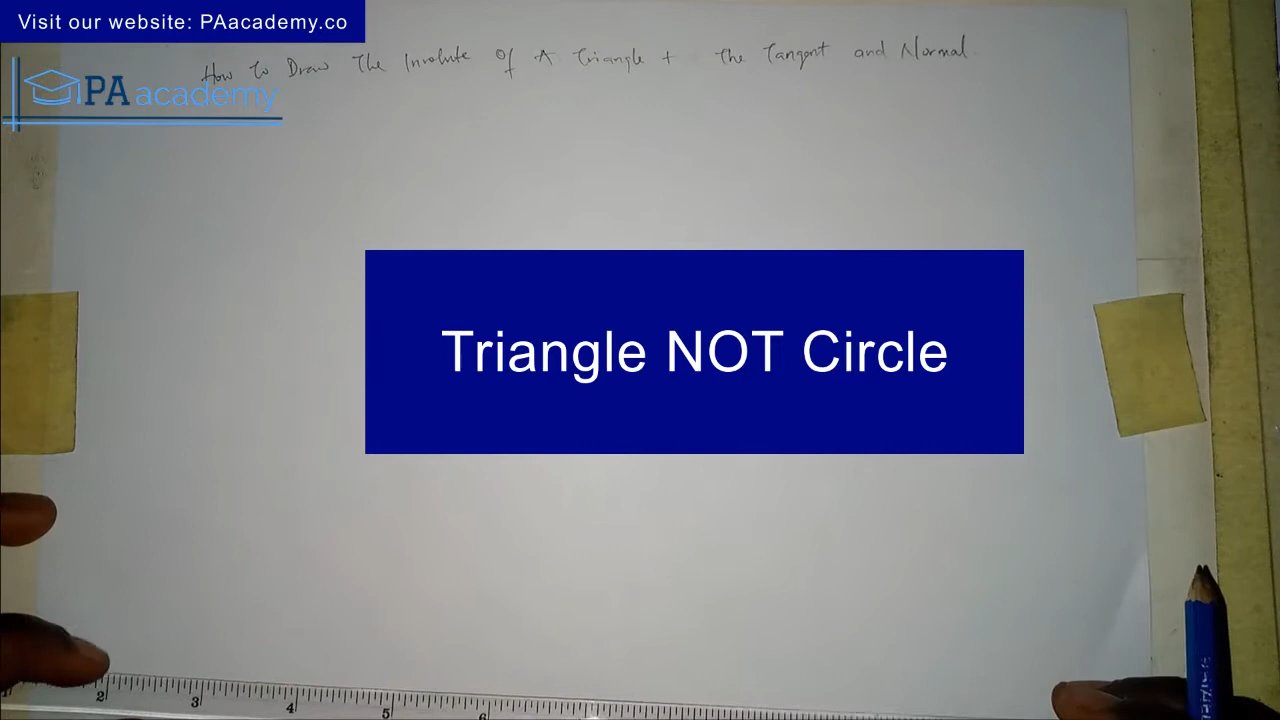 Visit our website: PAacademy.co
How To Draw The Involute Of A Triangle + The Tangent and Normal.
PA academy
Triangle NOT Circle
2 3 4 5 6